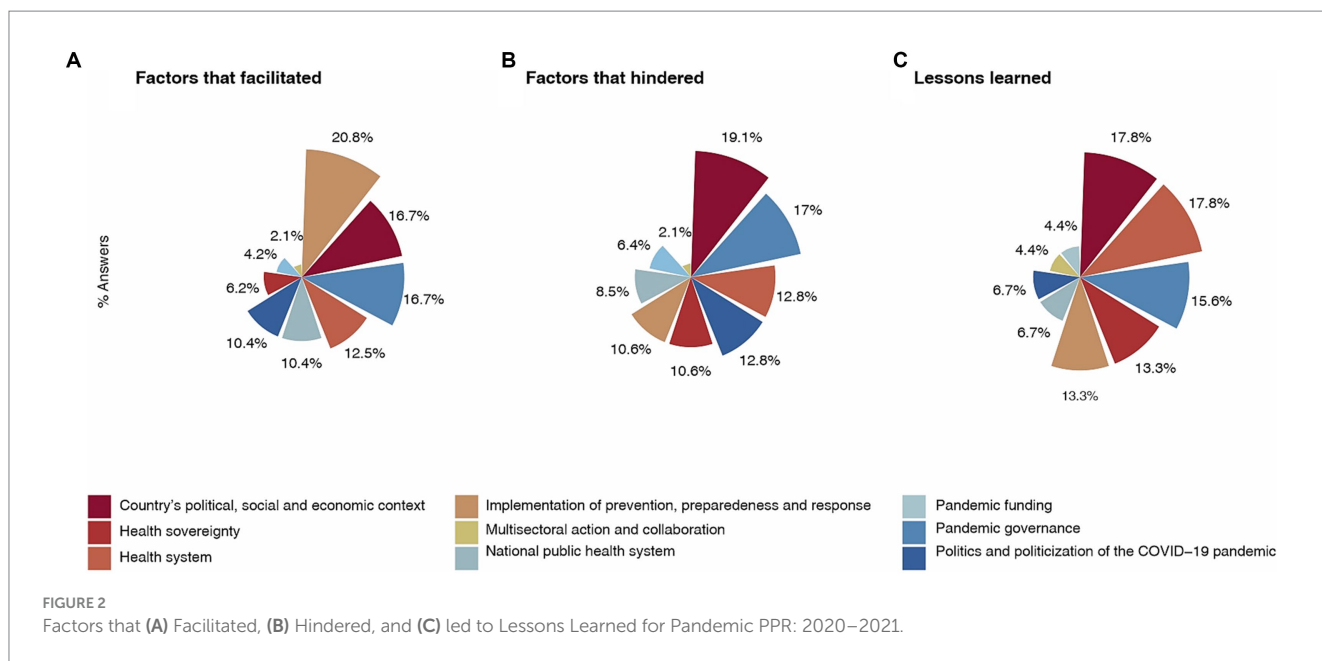 A
Factors that facilitated
B
Factors that hindered
C
Lessons learned
% Answers
20.8%
16.7%
16.7%
12.5%
10.4%
10.4%
6.2%
4.2%
2.1%
19.1%
17%
12.8%
12.8%
10.6%
10.6%
8.5%
6.4%
2.1%
17.8%
17.8%
15.6%
13.3%
13.3%
6.7%
6.7%
4.4%
4.4%
Country's political, social and economic context
Health sovereignty
Health system
Implementation of prevention, preparedeness and response
Multisectoral action and collaboration
National public health system
Pandemic funding
Pandemic governance
Politics and politicization of the COVID–19 pandemic
FIGURE 2
Factors that (A) Facilitated, (B) Hindered, and (C) led to Lessons Learned for Pandemic PPR: 2020–2021.